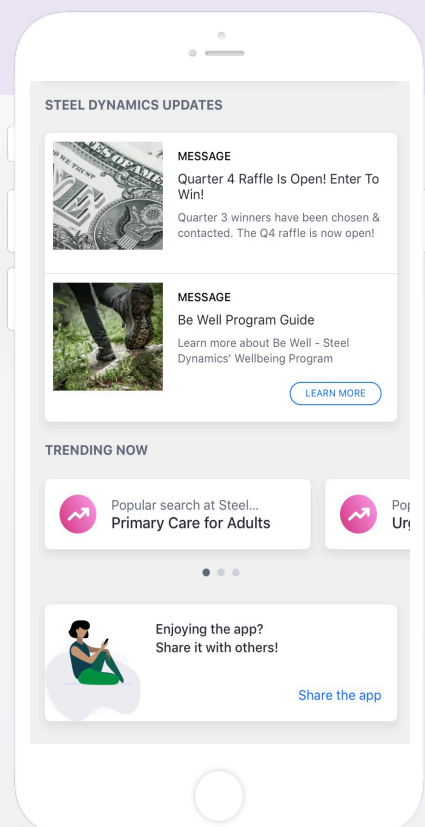 STEEL DYNAMICS UPDATES
MESSAGE
Quarter 4 Raffle Is Open! Enter To
Win!
Quarter 3 winners have been chosen &
contacted. The Q4 raffle is now open!
MESSAGE
Be Well Program Guide
Learn more about Be Well - Steel
Dynamics' Wellbeing Program
LEARN MORE
TRENDING NOW
Popular search at Steel...
Primary Care for Adults
Enjoying the app?
Share it with others!
Share the app